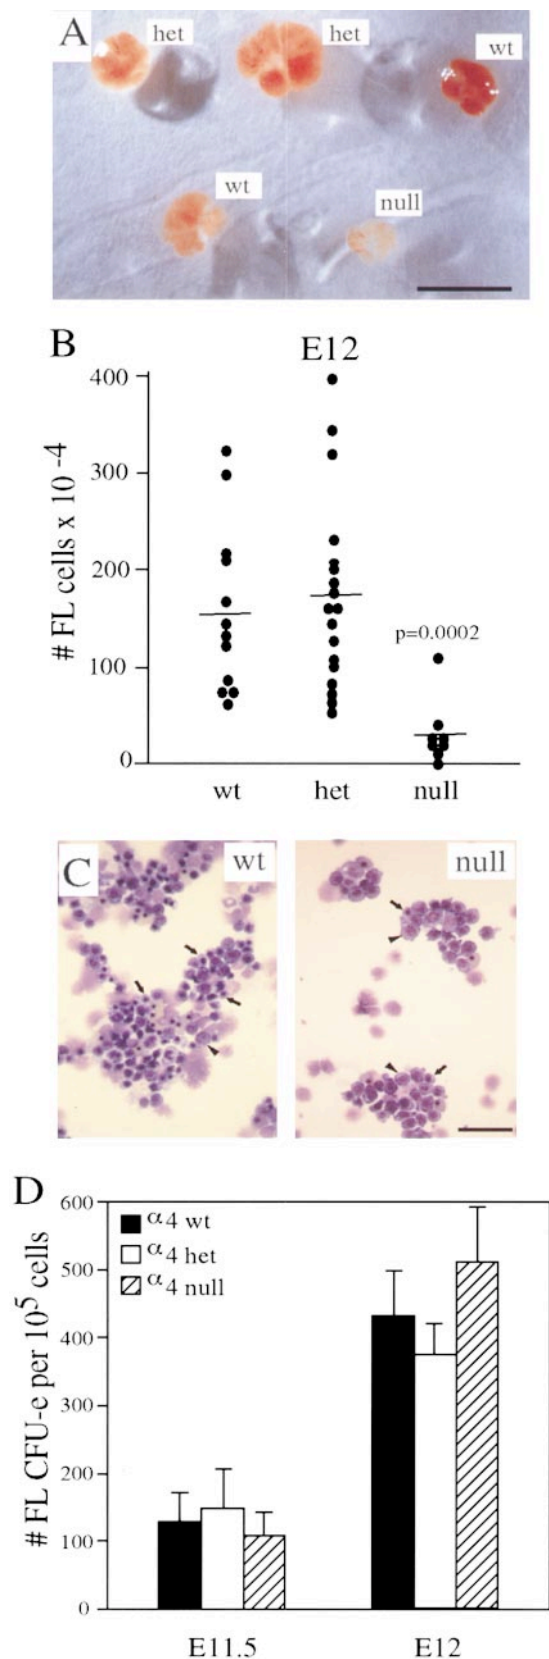 A
het
het
wt
wt
null
B
E12
# FL cells x 10 -4
400
300
200
100
0
p=0.0002
wt
het
null
C
wt
null
D
# FL CFU-e per 10⁵ cells
600
500
400
300
200
100
0
α4 wt
α4 het
α4 null
E11.5
E12